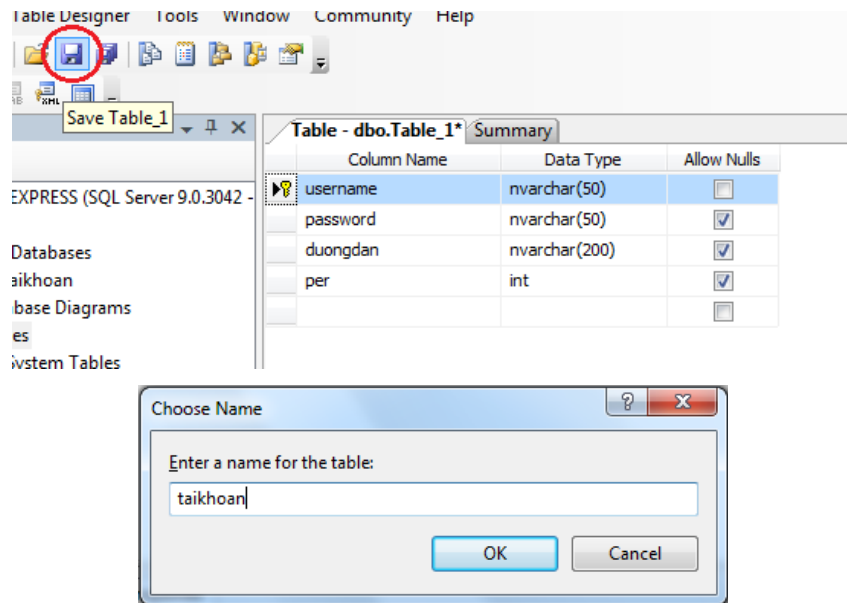 Table Designer Tools Window Community Help
Save Table_1
Table - dbo.Table_1* Summary
Column Name Data Type Allow Nulls
EXPRESS (SQL Server 9.0.3042 -
username nvarchar(50)
password nvarchar(50)
Databases
duongdan nvarchar(200)
aikhoan
per int
base Diagrams
es
System Tables
Choose Name
Enter a name for the table:
taikhoan
OK Cancel